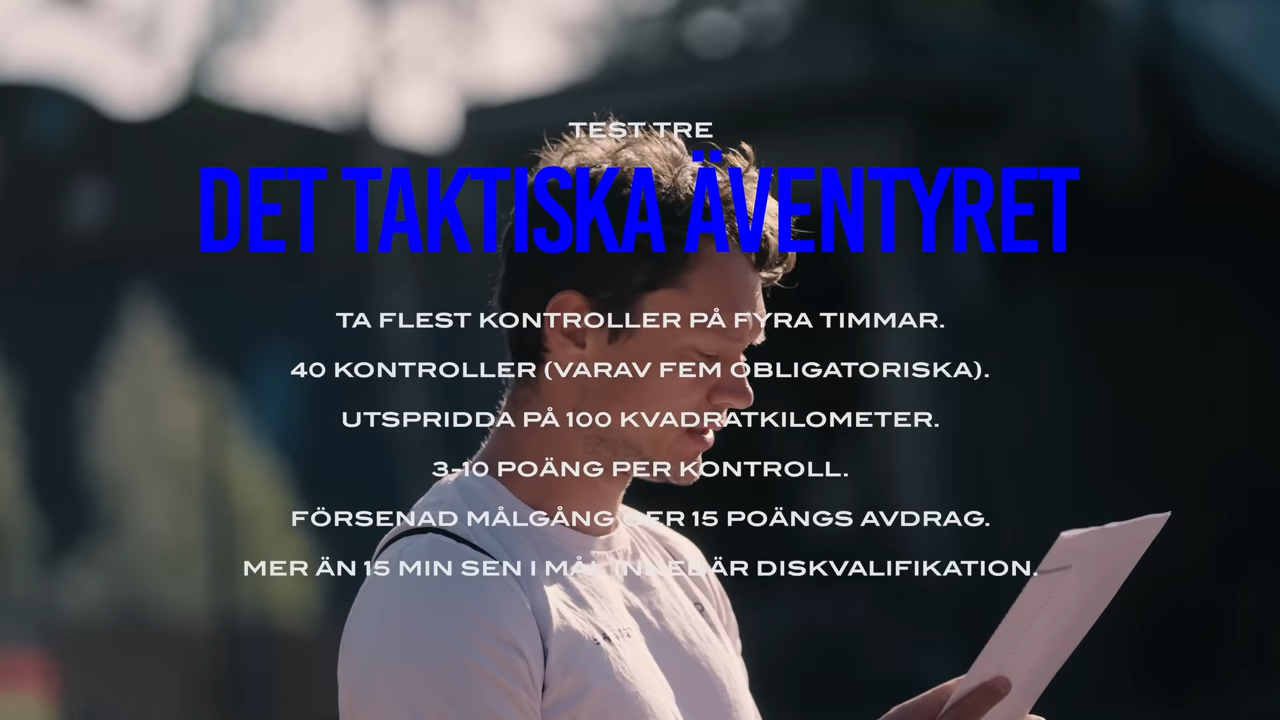 TEST TRE
DET TAKTISKA ÄVENTYRET
TA FLEST KONTROLLER PÅ FYRA TIMMAR.
40 KONTROLLER (VARAV FEM OBLIGATORISKA).
UTSPRIDDA PÅ 100 KVADRATKILOMETER.
3-10 POÄNG PER KONTROLL.
FÖRSENAD MÅLGÅNG GER 15 POÄNGS AVDRAG.
MER ÄN 15 MIN SEN I MÅL INNEBÄR DISKVALIFIKATION.